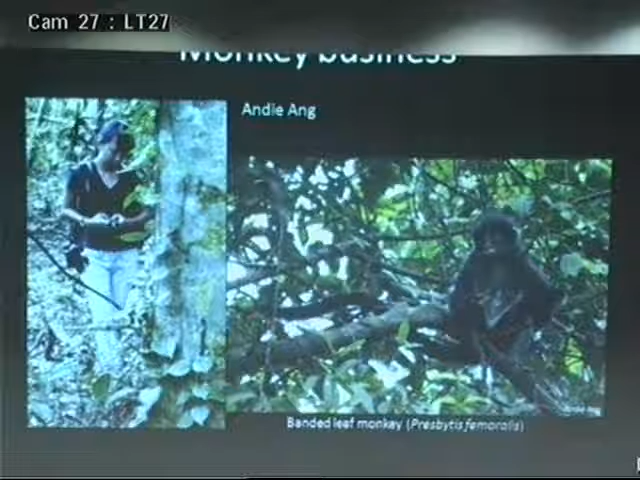 Cam 27 : LT27
Monkey business
Andie Ang
Banded leaf monkey (Presbytis femoralis)